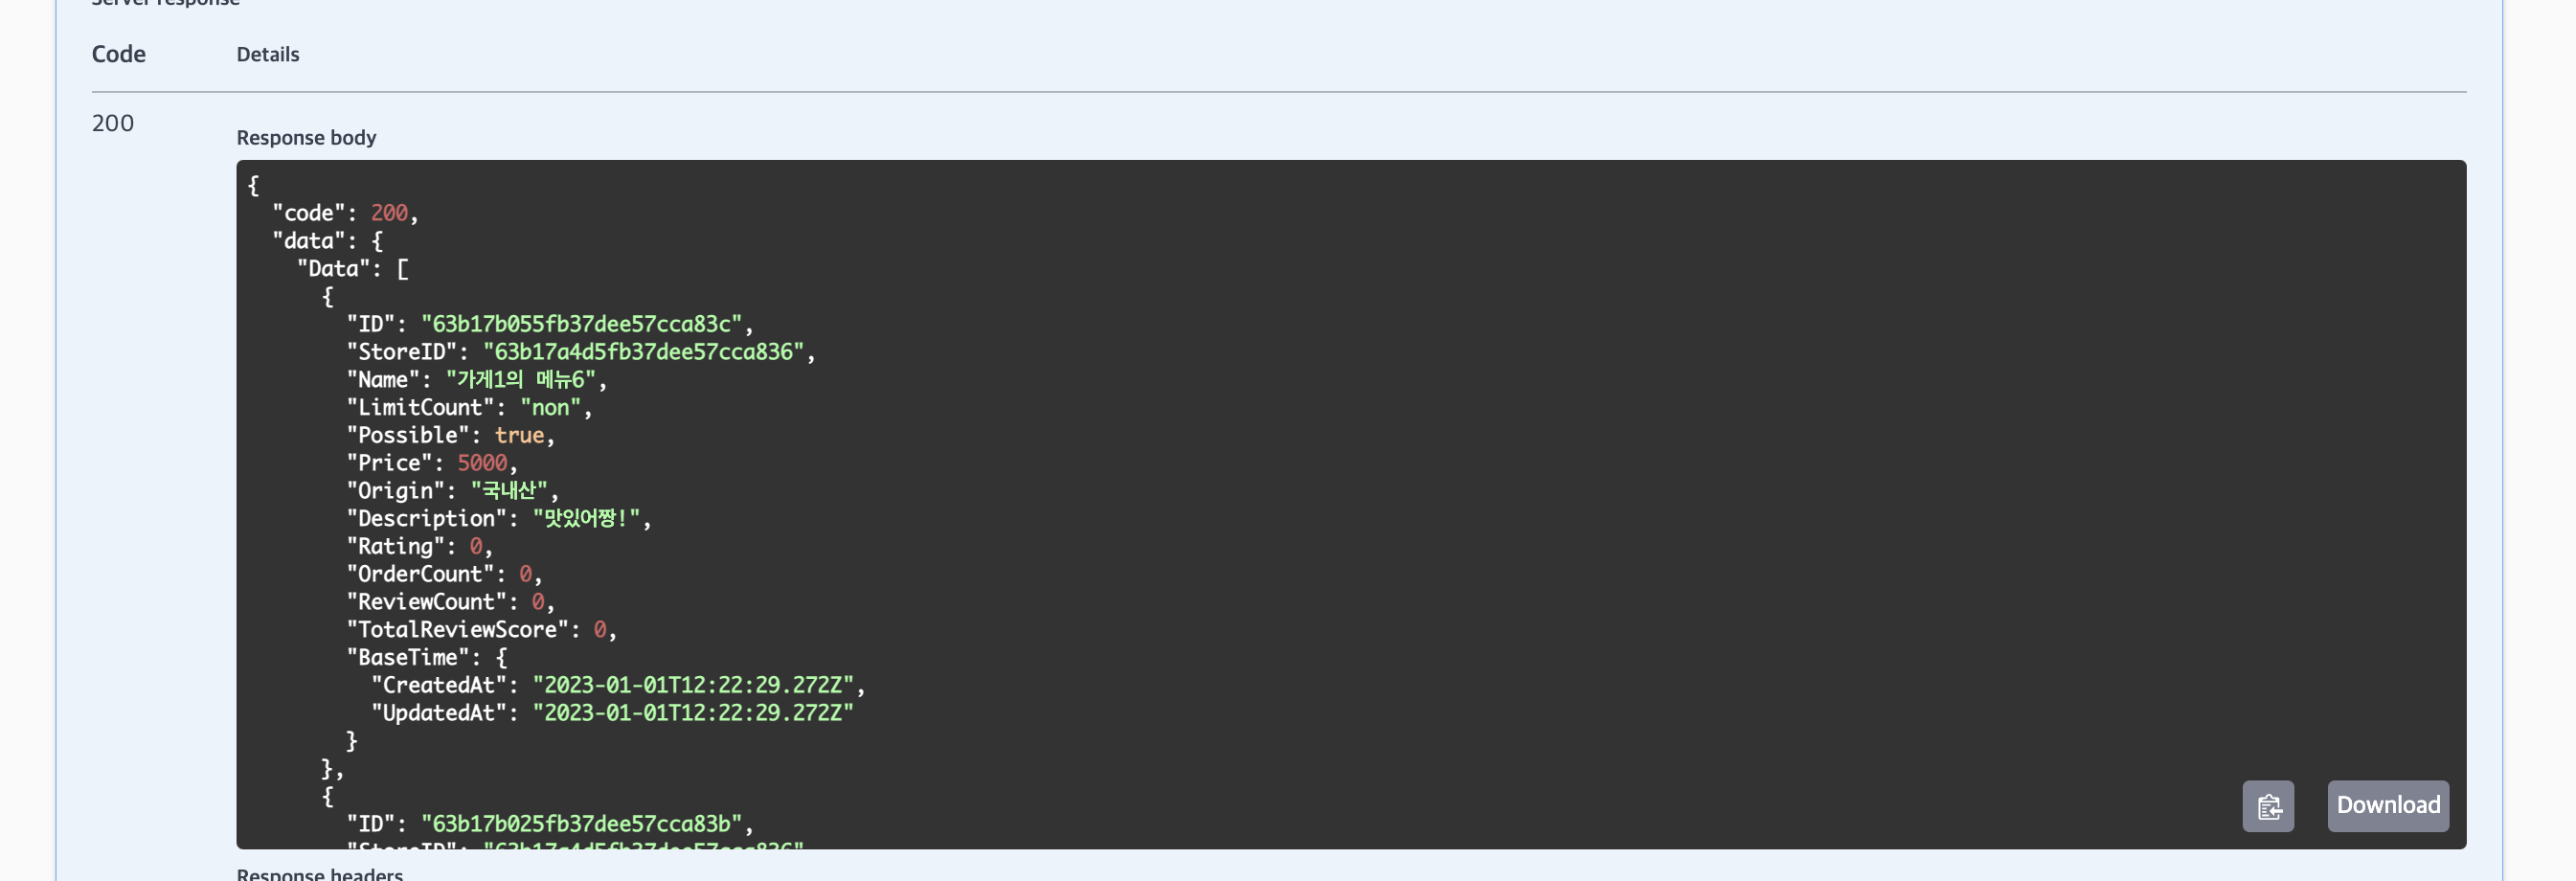 Server response
Code Details
200
Response body
{
"code": 200,
"data": {
"Data": [
{
"ID": "63b17b055fb37dee57cca83c",
"StoreID": "63b17a4d5fb37dee57cca836",
"Name": "가게1의 메뉴6",
"LimitCount": "non",
"Possible": true,
"Price": 5000,
"Origin": "국내산",
"Description": "맛있어짱!",
"Rating": 0,
"OrderCount": 0,
"ReviewCount": 0,
"TotalReviewScore": 0,
"BaseTime": {
"CreatedAt": "2023-01-01T12:22:29.272Z",
"UpdatedAt": "2023-01-01T12:22:29.272Z"
}
},
{
"ID": "63b17b025fb37dee57cca83b",
"StoreID": "63b17a4d5fb37dee57cca836"
Download
Response headers